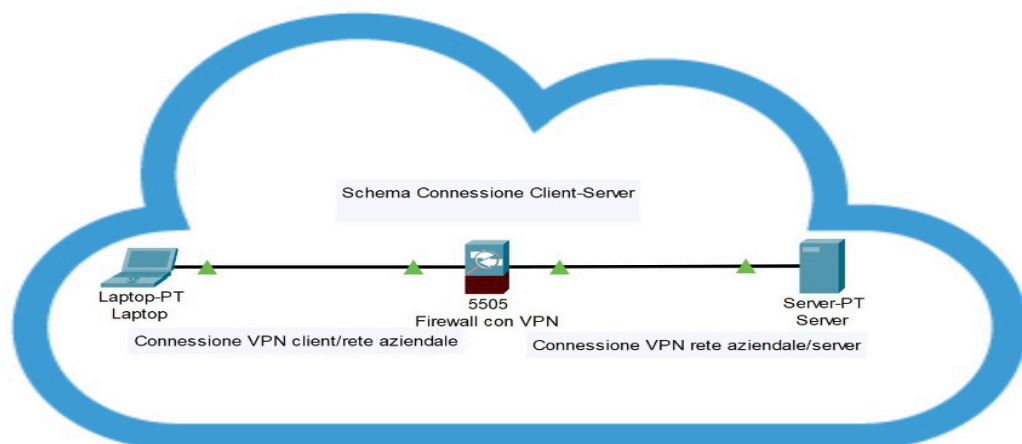 Schema Connessione Client-Server
Laptop-PT
Laptop
5505
Firewall con VPN
Server-PT
Server
Connessione VPN client/rete aziendale
Connessione VPN rete aziendale/server